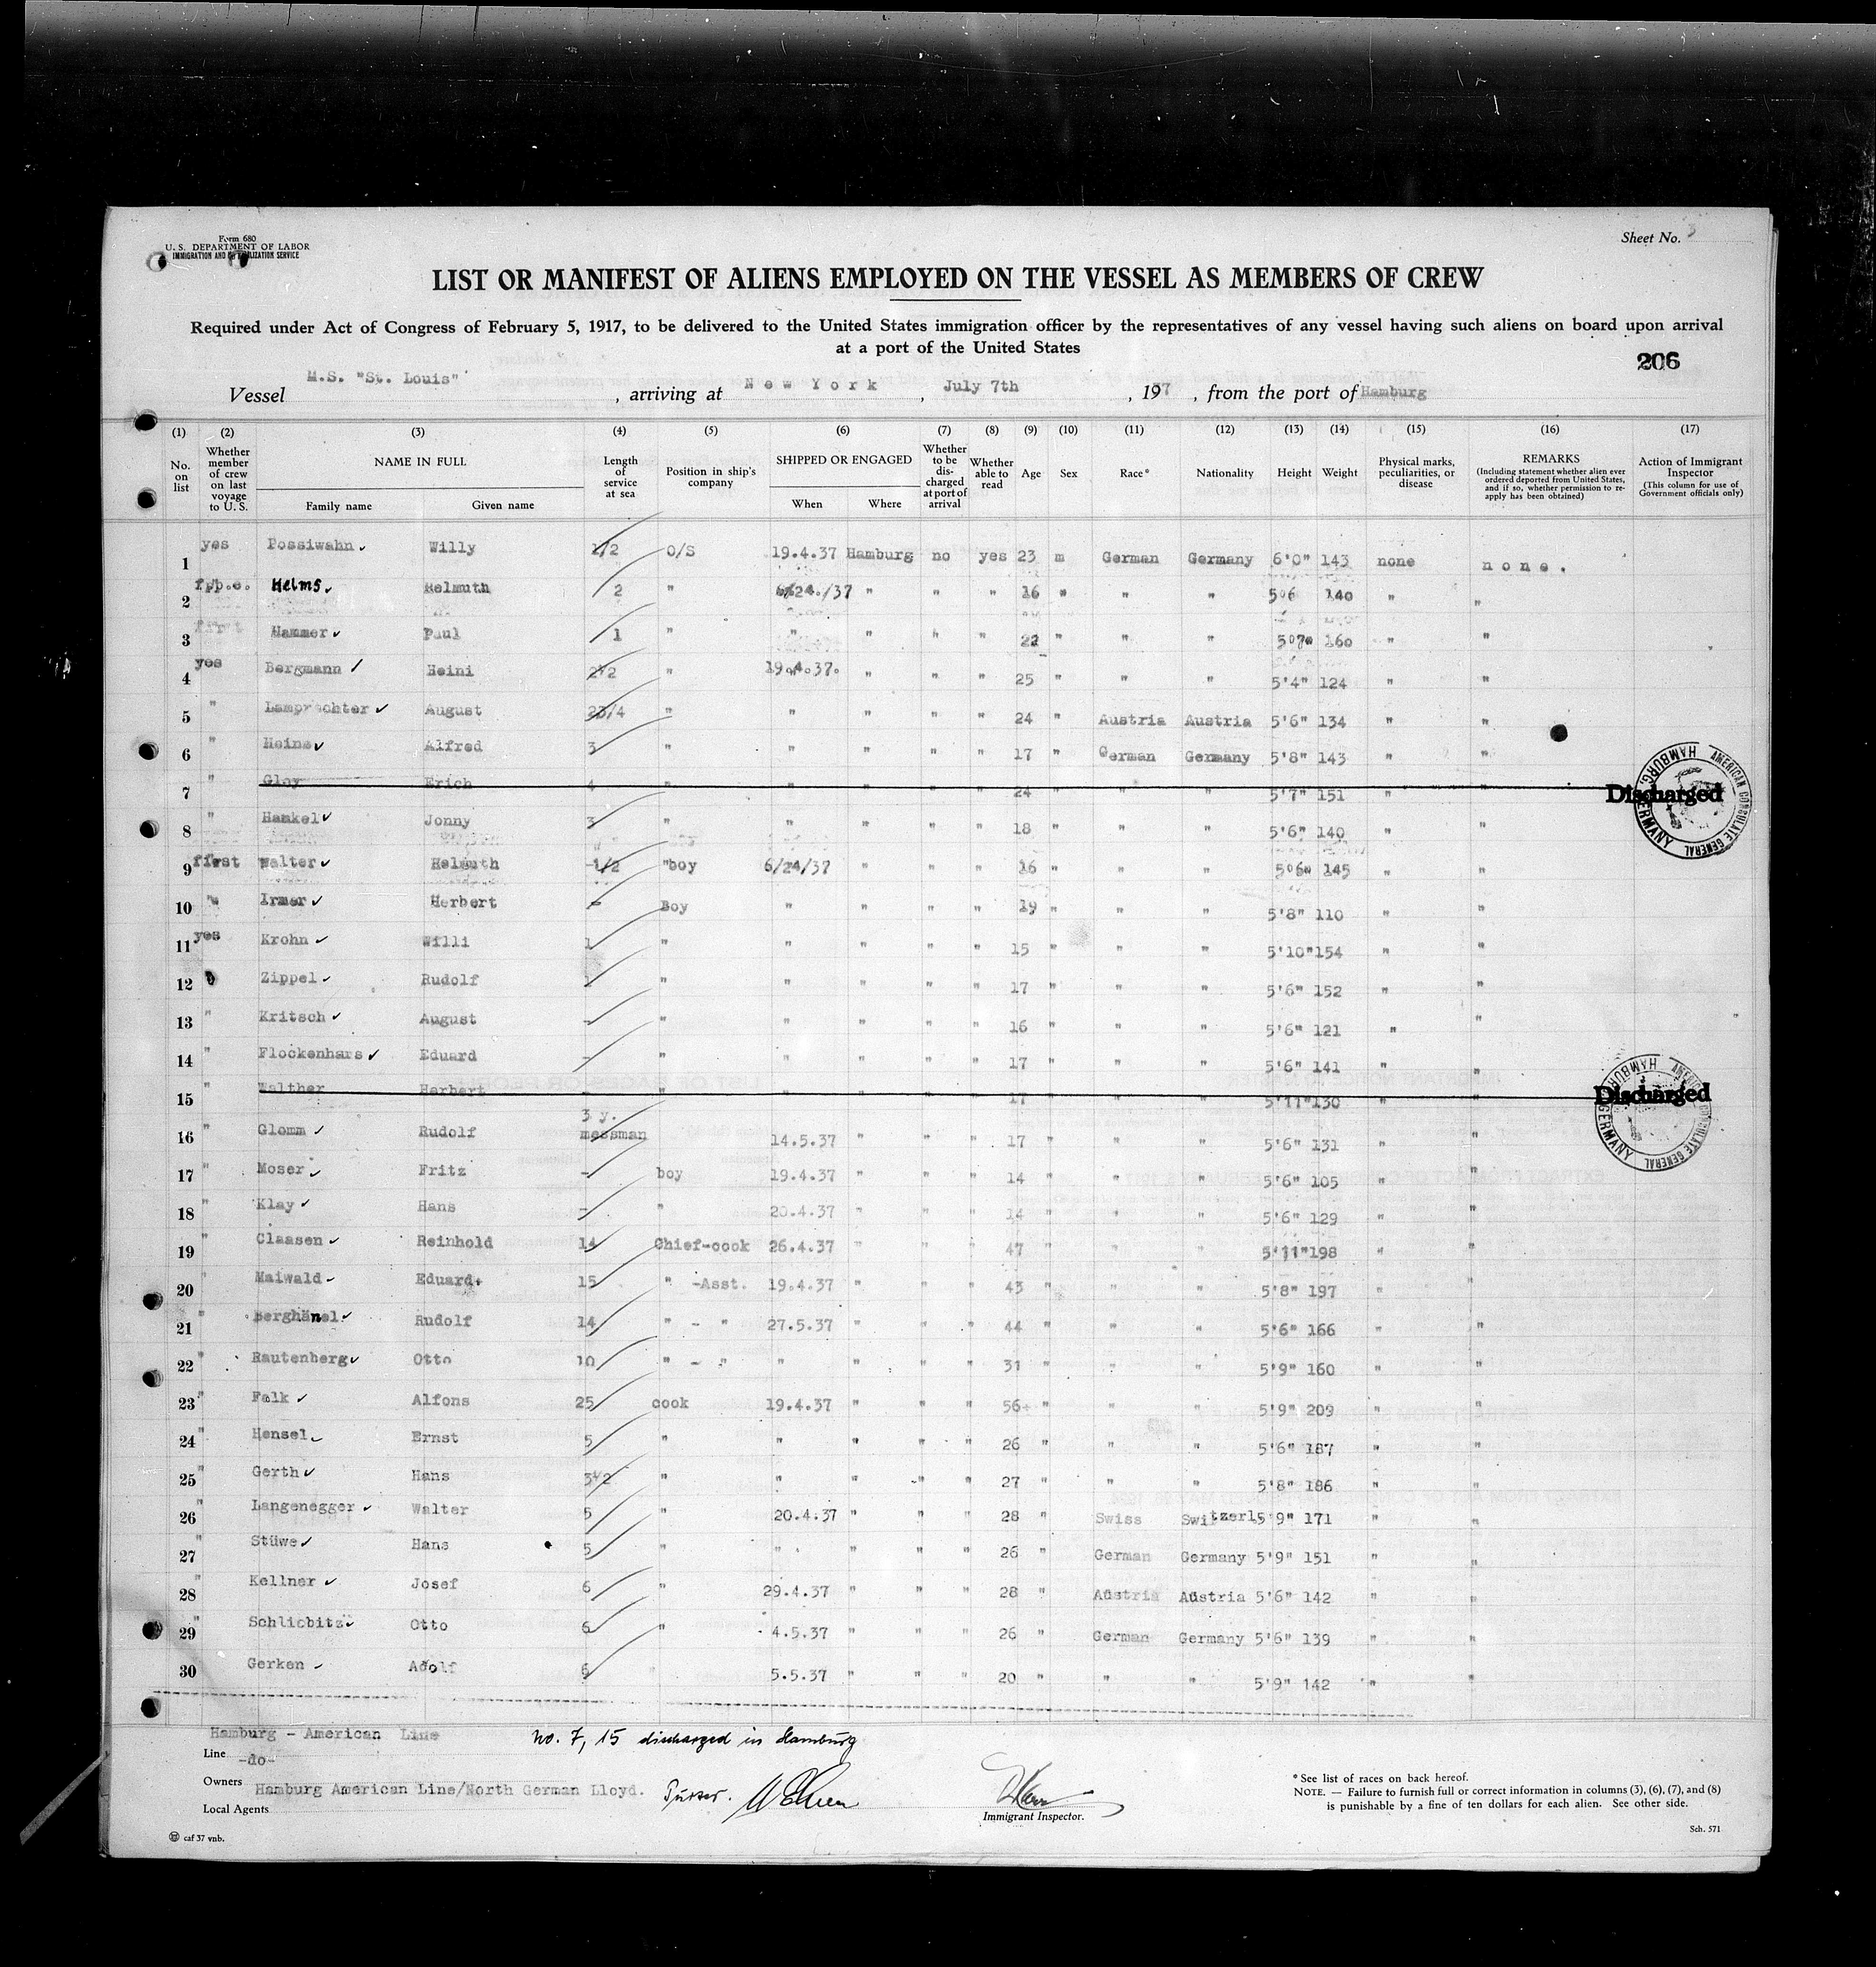 Form 680
U. S. DEPARTMENT OF LABOR
IMMIGRATION AND NATURALIZATION SERVICE
Sheet No. 3
LIST OR MANIFEST OF ALIENS EMPLOYED ON THE VESSEL AS MEMBERS OF CREW
Required under Act of Congress of February 5, 1917, to be delivered to the United States immigration officer by the representatives of any vessel having such aliens on board upon arrival
at a port of the United States
206
Vessel M.S. "St. Louis" , arriving at New York , July 7th , 1937 , from the port of Hamburg
(1) (2) (3) (4) (5) (6) (7) (8) (9) (10) (11) (12) (13) (14) (15) (16) (17)
No. on list Whether member of crew on last voyage to U. S. NAME IN FULL Family name Given name Length of service at sea Position in ship's company SHIPPED OR ENGAGED When Where Whether to be discharged at port of arrival Whether able to read Age Sex Race* Nationality Height Weight Physical marks, peculiarities, or disease REMARKS (Including statement whether alien ever ordered deported from United States, and if so, whether permission to reapply has been obtained) Action of Immigrant Inspector (This column for use of Government officials only)
1 yes Possiwahn Willy 1/2 O/S 19.4.37 Hamburg no yes 23 m German Germany 6'0" 143 none none.
2 Helms Helmuth 2 " 6/24/37 " " " 16 " " " 506 140 " "
3 first Hammer Paul 1 " " " " " 22 " " " 507" 160 " "
4 yes Bergmann Heini 2 1/2 " 19.4.37. " " " 25 " " " 5'4" 124 " "
5 " Lamprechter August 2 3/4 " " " " " 24 " Austria Austria 5'6" 134 " "
6 " Heins Alfred 3 " " " " " 17 " German Germany 5'8" 143 " "
7 " Gloy Erich 4 " " " " " 24 " " " 5'7" 151 " " Discharged
AMERICAN CONSULATE GENERAL HAMBURG, GERMANY
8 " Hankel Jonny 3 " " " " " 18 " " " 5'6" 140 " "
9 first Walter Helmuth -1/2 "boy 6/24/37 " " " 16 " " " 506" 145 " "
10 " Irmer Herbert - Boy " " " " 19 " " " 5'8" 110 " "
11 yes Krohn Willi 1 " " " " " 15 " " " 5'10" 154 " "
12 Zippel Rudolf 1 " " " " " 17 " " " 5'6" 152 " "
13 " Kritsch August - " " " " " 16 " " " 5'6" 121 " "
14 " Flockenhars Eduard - " " " " " 17 " " " 5'6" 141 " "
15 " Walther Herbert - " " " " " 17 " " " 5'11" 130 " " Discharged
AMERICAN CONSULATE GENERAL HAMBURG, GERMANY
16 " Glomm Rudolf 3 y. messman 14.5.37 " " " 17 " " " 5'6" 131 " "
17 " Moser Fritz - boy 19.4.37 " " " 14 " " " 5'6" 105 " "
18 " Klay Hans - " 20.4.37 " " " 14 " " " 5'6" 129 " "
19 " Claasen Reinhold 14 Chief-cook 26.4.37 " " " 47 " " " 5'11" 198 " "
20 " Maiwald Eduard 15 " -Asst. 19.4.37 " " " 43 " " " 5'8" 197 " "
21 " Berghänel Rudolf 14 " - " 27.5.37 " " " 44 " " " 5'6" 166 " "
22 " Rautenberg Otto 10 " - " " " " " 31 " " " 5'9" 160 " "
23 " Falk Alfons 25 cook 19.4.37 " " " 56 " " " 5'9" 209 " "
24 " Hensel Ernst 5 " " " " " 26 " " " 5'6" 187 " "
25 " Gerth Hans 3 1/2 " " " " " 27 " " " 5'8" 186 " "
26 " Langenegger Walter 5 " 20.4.37 " " " 28 " Swiss Switzerl. 5'9" 171 " "
27 " Stüwe Hans 5 " " " " " 26 " German Germany 5'9" 151 " "
28 " Kellner Josef 6 " 29.4.37 " " " 28 " Austria Austria 5'6" 142 " "
29 " Schliebitz Otto 6 " 4.5.37 " " " 26 " German Germany 5'6" 139 " "
30 Gerken Adolf 6 " 5.5.37 " " " 20 " " " 5'9" 142 " "
Line Hamburg - American Line
No. 7, 15 discharged in Hamburg
Owners -do-
Local Agents Hamburg American Line/North German Lloyd.
Purser.
Immigrant Inspector.
* See list of races on back hereof.
NOTE. — Failure to furnish full or correct information in columns (3), (6), (7), and (8)
is punishable by a fine of ten dollars for each alien. See other side.
caf 37 vnb.
Sch. 571